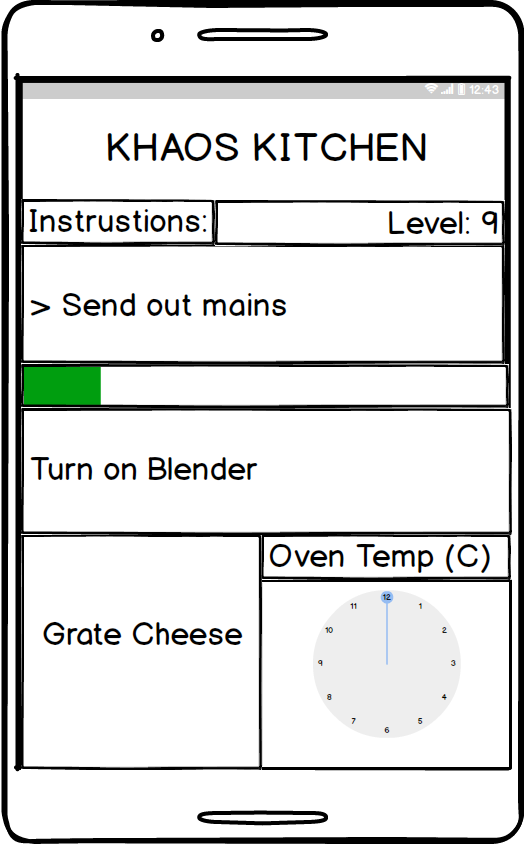 12:43
KHAOS KITCHEN
Instrustions:
Level: 9
> Send out mains
Turn on Blender
Oven Temp (C)
Grate Cheese
12
11
1
10
2
9
3
8
4
7
5
6